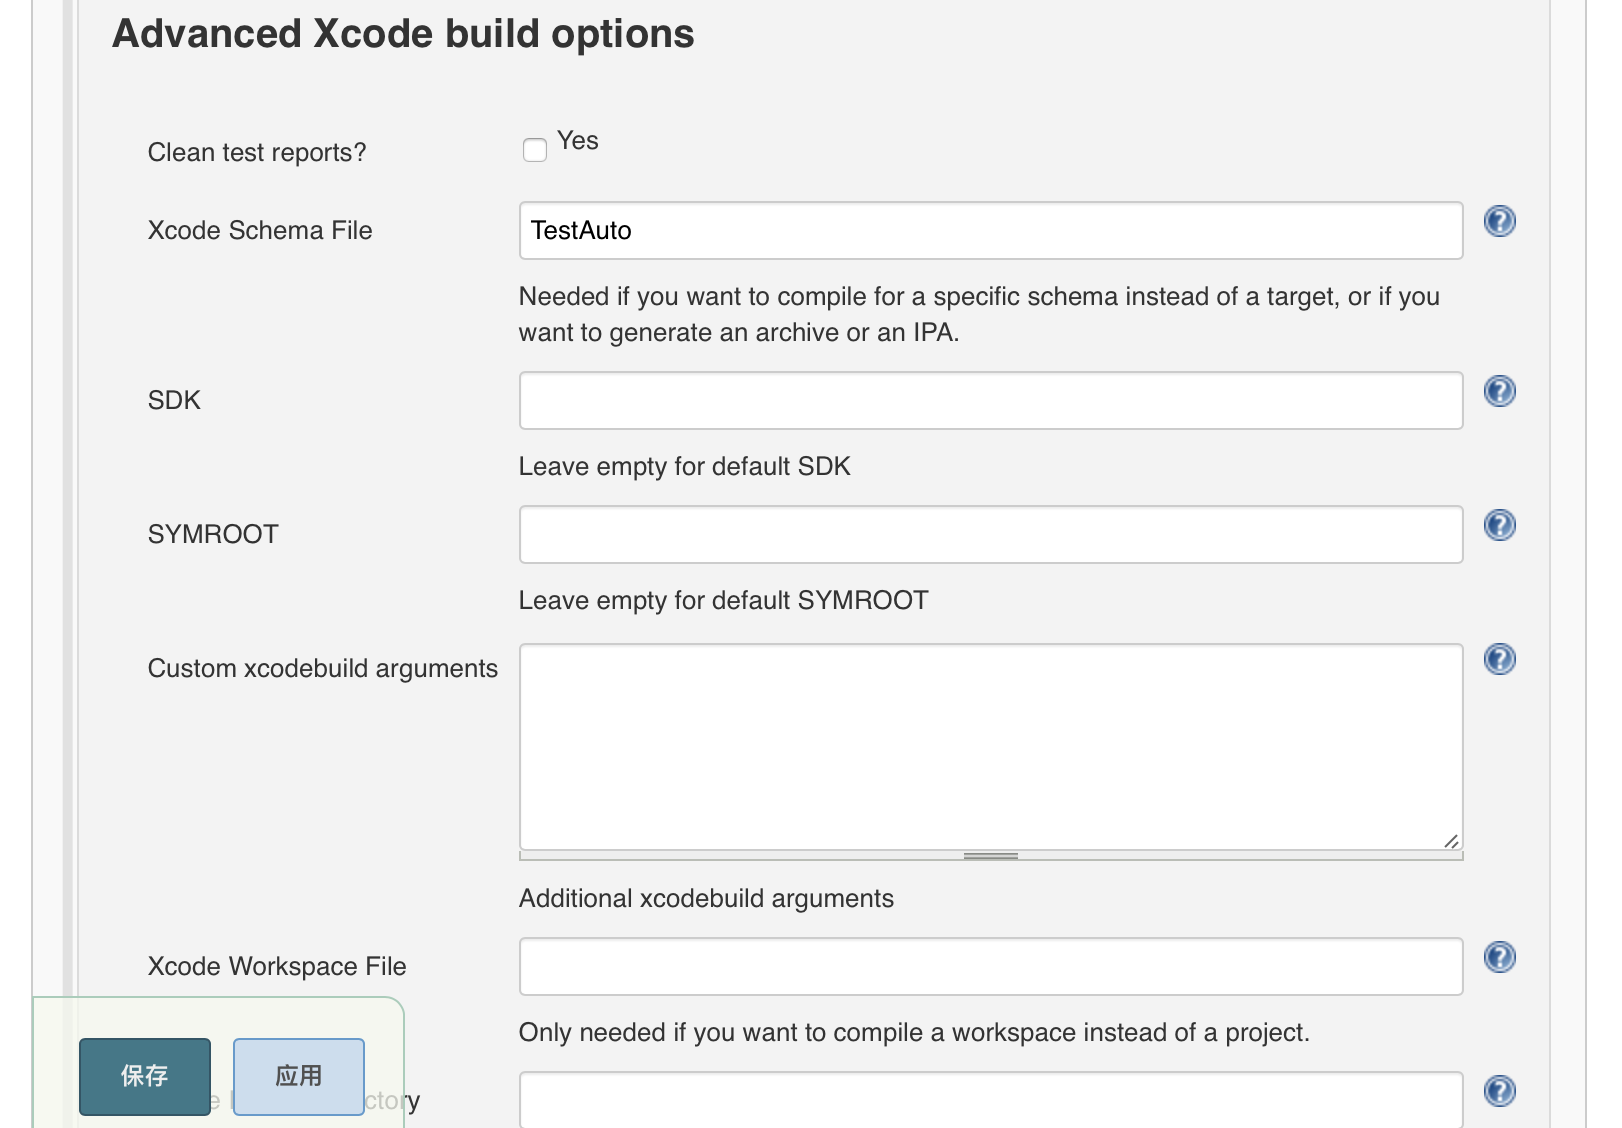 Advanced Xcode build options
Clean test reports?
Yes
Xcode Schema File
TestAuto
Needed if you want to compile for a specific schema instead of a target, or if you
want to generate an archive or an IPA.
SDK
Leave empty for default SDK
SYMROOT
Leave empty for default SYMROOT
Custom xcodebuild arguments
Additional xcodebuild arguments
Xcode Workspace File
Only needed if you want to compile a workspace instead of a project.
保存
应用